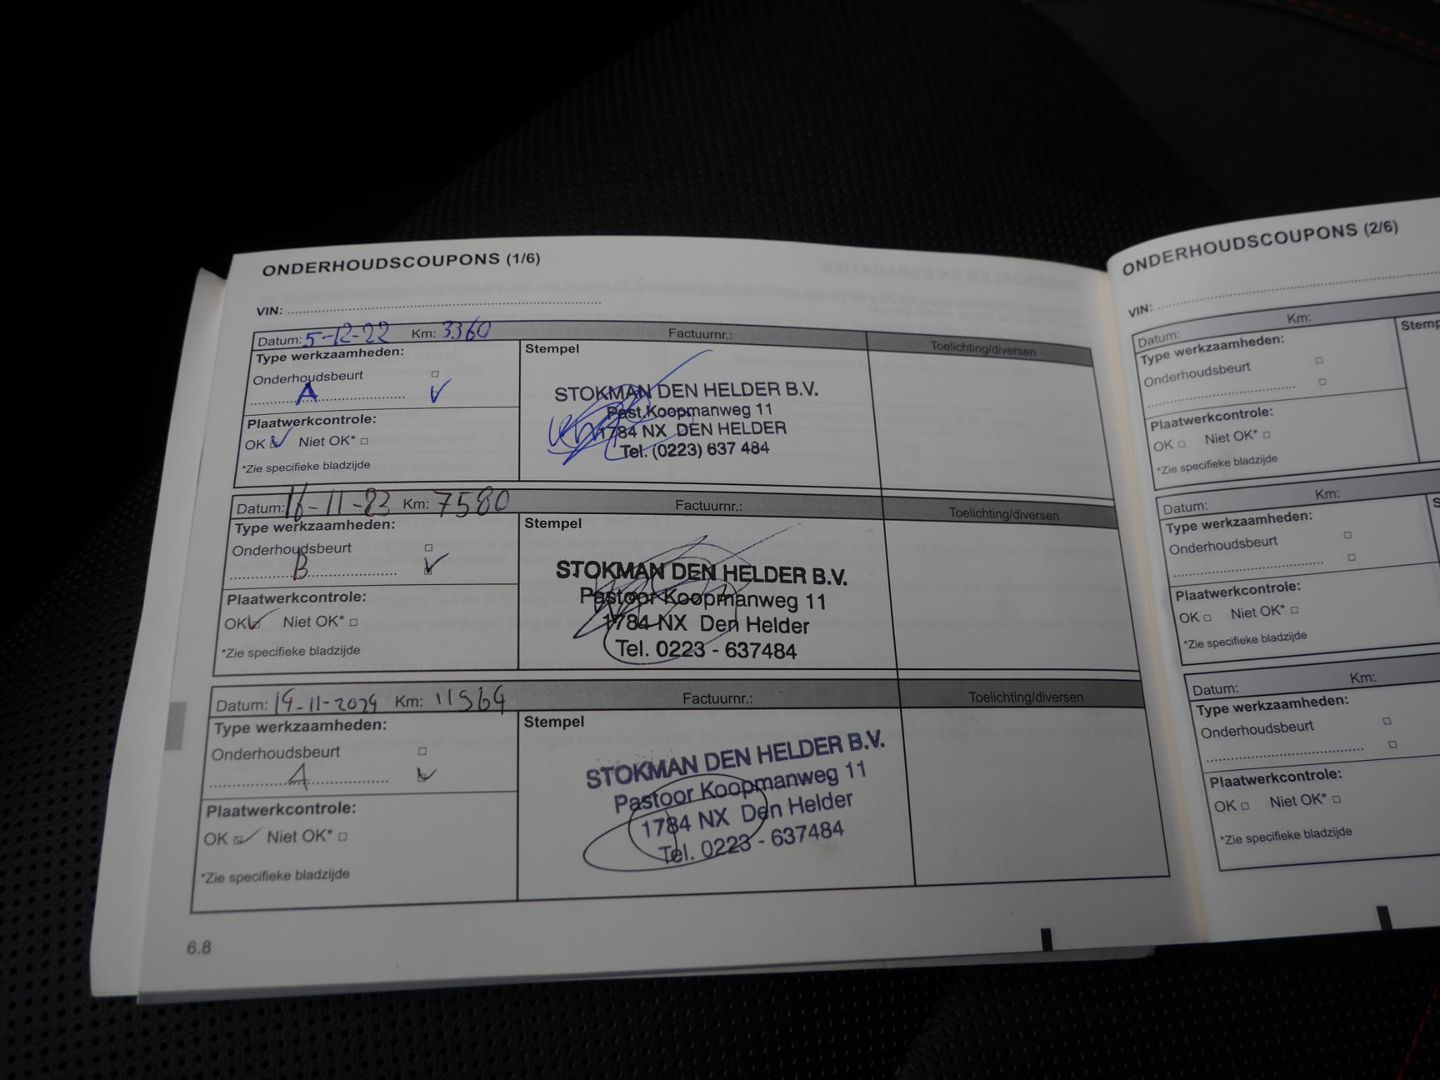 ONDERHOUDSCOUPONS (1/6)
VIN:
Datum: 5-12-22 Km: 3360 Factuurnr.: Toelichting/diversen
Type werkzaamheden:
Onderhoudsbeurt
A
Plaatwerkcontrole:
OK Niet OK*
*Zie specifieke bladzijde
Stempel
STOKMAN DEN HELDER B.V.
Past.Koopmanweg 11
1784 NX DEN HELDER
Tel. (0223) 637 484
Datum: 16-11-23 Km: 7580 Factuurnr.: Toelichting/diversen
Type werkzaamheden:
Onderhoudsbeurt
B
Plaatwerkcontrole:
OK Niet OK*
*Zie specifieke bladzijde
Stempel
STOKMAN DEN HELDER B.V.
Pastoor Koopmanweg 11
1784 NX Den Helder
Tel. 0223 - 637484
Datum: 19-11-2024 Km: 11564 Factuurnr.: Toelichting/diversen
Type werkzaamheden:
Onderhoudsbeurt
A
Plaatwerkcontrole:
OK Niet OK*
*Zie specifieke bladzijde
Stempel
STOKMAN DEN HELDER B.V.
Pastoor Koopmanweg 11
1784 NX Den Helder
Tel. 0223 - 637484
6.8
ONDERHOUDSCOUPONS (2/6)
VIN:
Datum: Km:
Type werkzaamheden:
Onderhoudsbeurt
Plaatwerkcontrole:
OK Niet OK*
*Zie specifieke bladzijde
Stemp
Datum: Km:
Type werkzaamheden:
Onderhoudsbeurt
Plaatwerkcontrole:
OK Niet OK*
*Zie specifieke bladzijde
S
Datum: Km:
Type werkzaamheden:
Onderhoudsbeurt
Plaatwerkcontrole:
OK Niet OK*
*Zie specifieke bladzijde